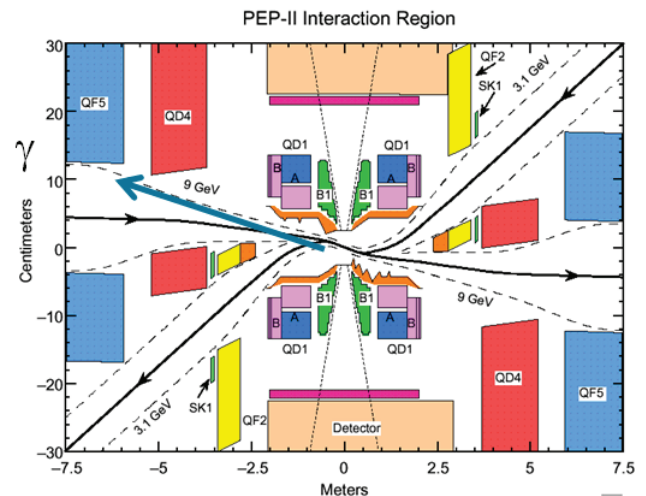 PEP-II Interaction Region
30
QF5
QD4
QF2
SK1
3.1 GeV
20
γ
QD1
QD1
B
A
B1
B1
A
B
10
9 GeV
Centimeters
0
9 GeV
B
A
B1
B1
A
B
−10
QD1
QD1
QD4
QF5
−20
SK1
3.1 GeV
QF2
Detector
−30
−7.5
−5
−2.5
0
2.5
5
7.5
Meters